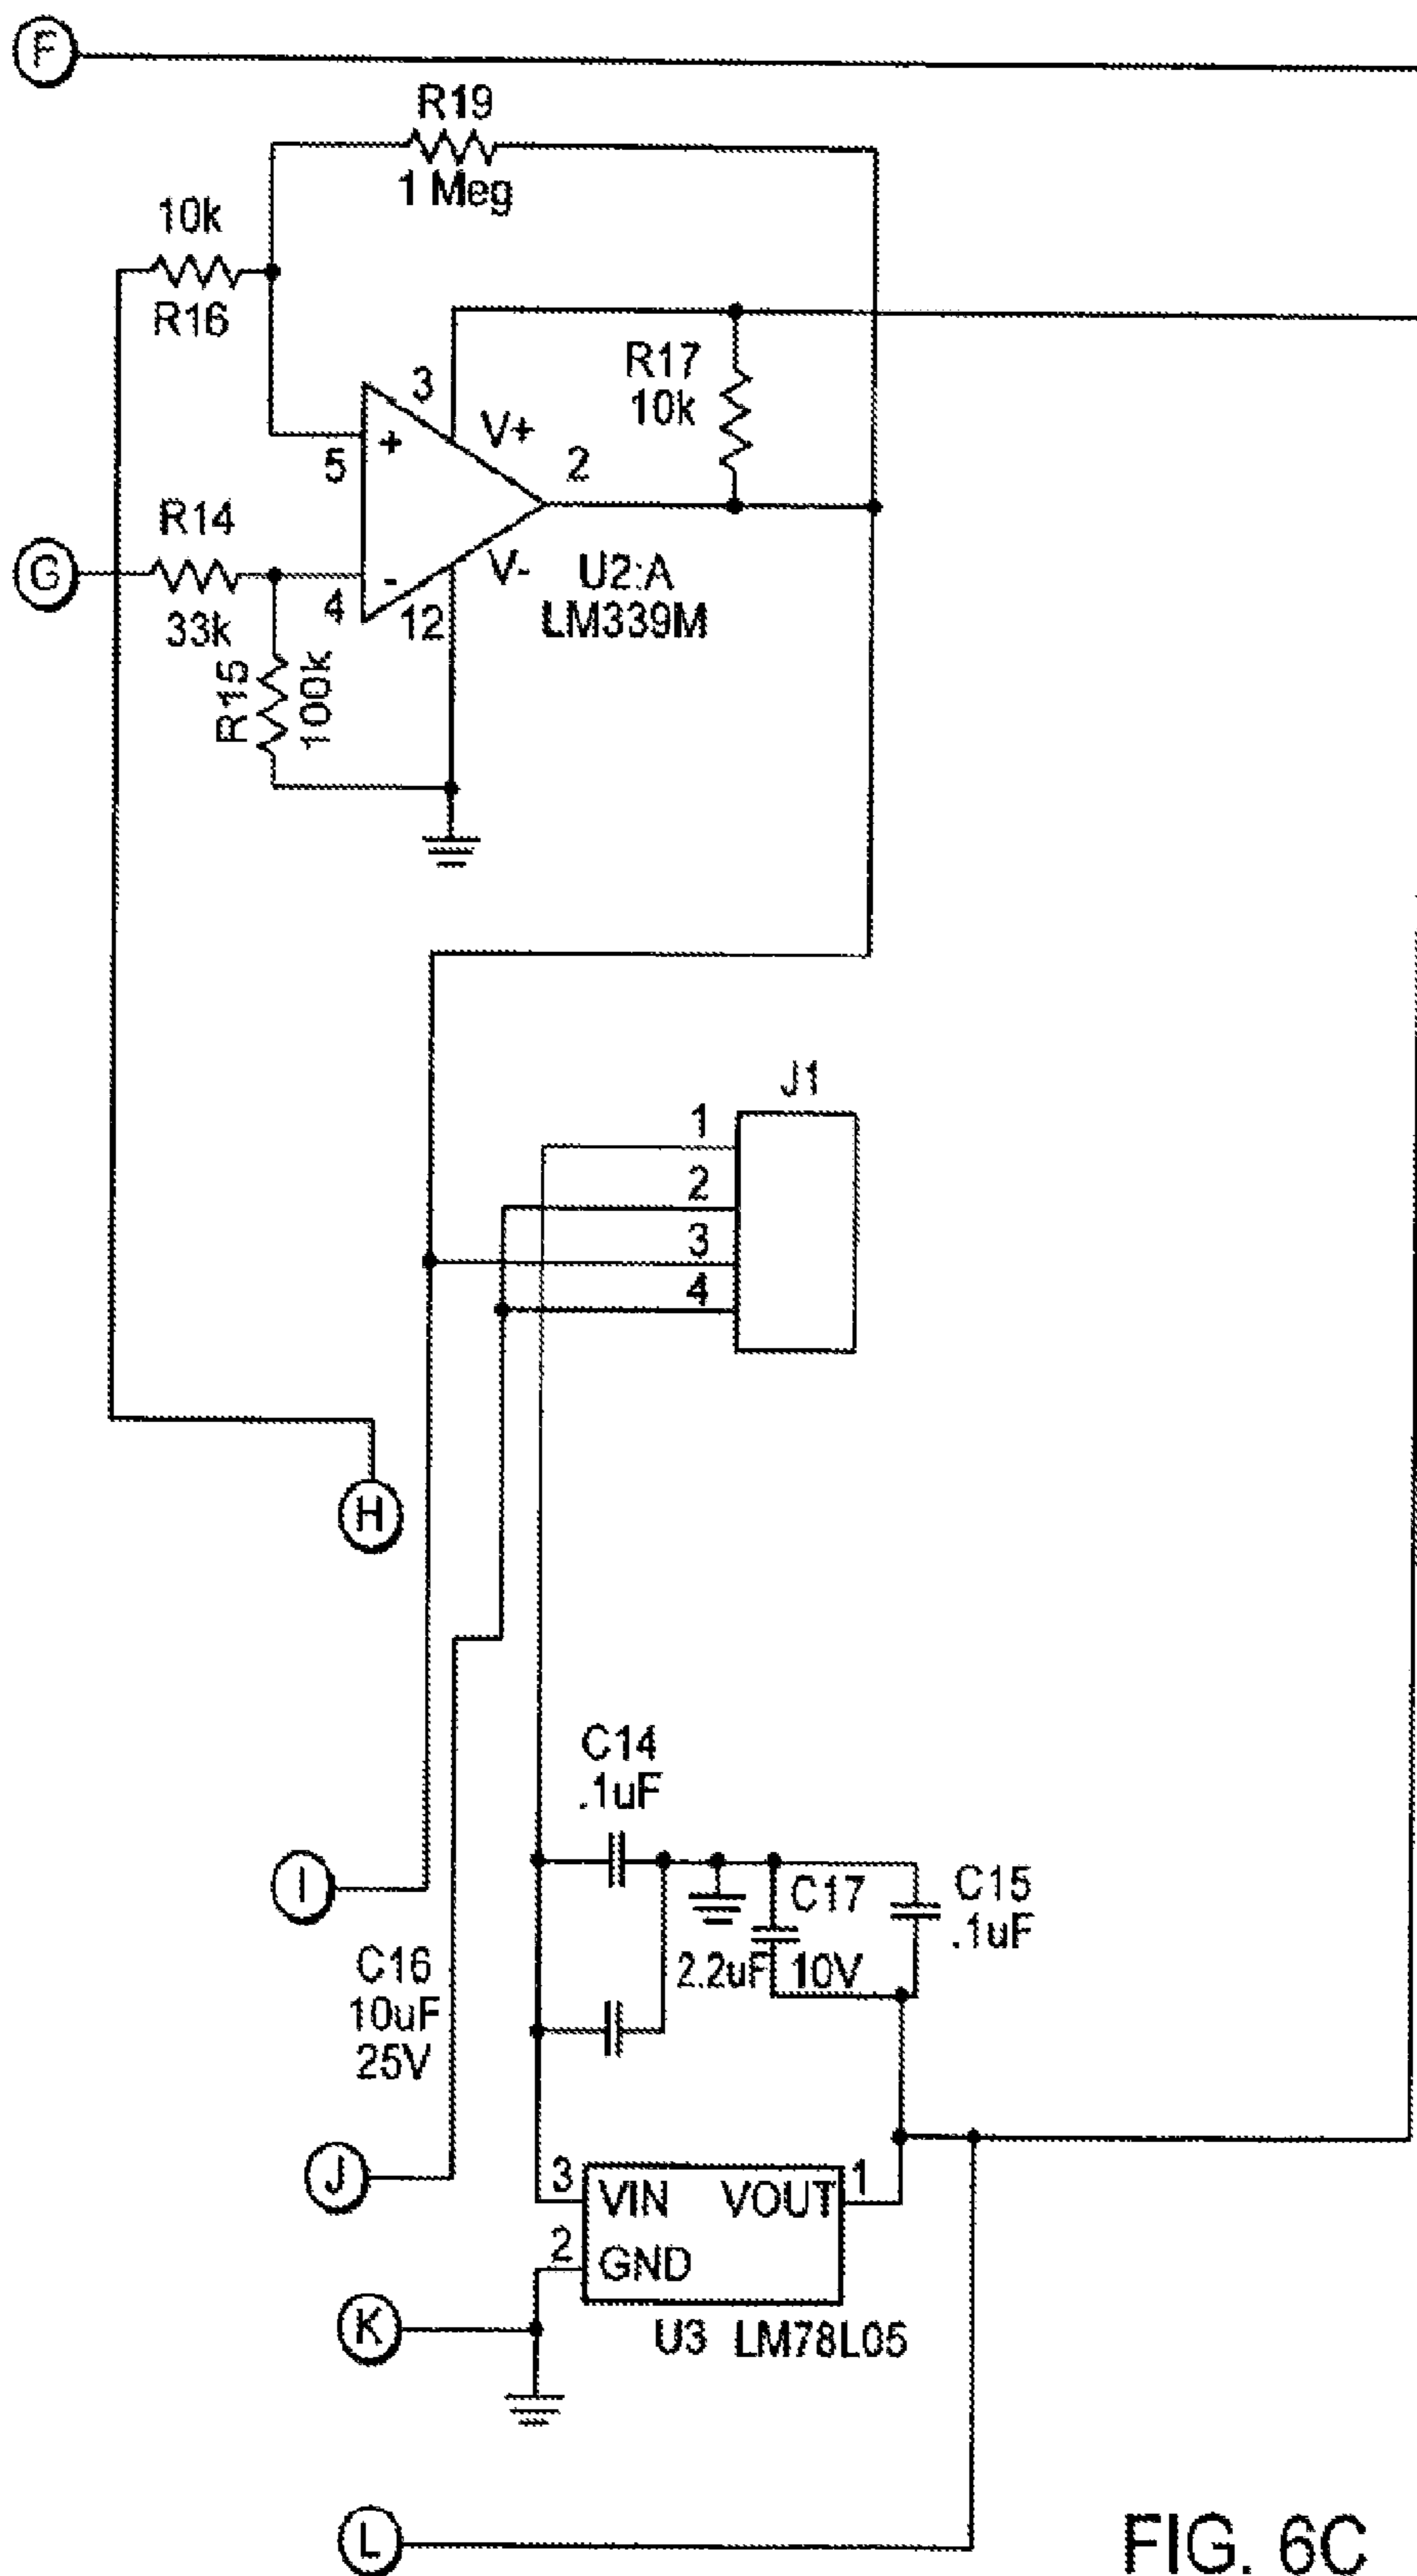 F
R19
1 Meg
10k
R16
3
V+
R17
10k
5
+
2
R14
G
-
4
12
V-
U2:A
LM339M
33k
R15
100k
J1
1
2
3
4
H
C14
.1uF
I
C17
C15
.1uF
2.2uF
10V
C16
10uF
25V
J
3
VIN
VOUT
1
2
GND
K
U3 LM78L05
L
FIG. 6C